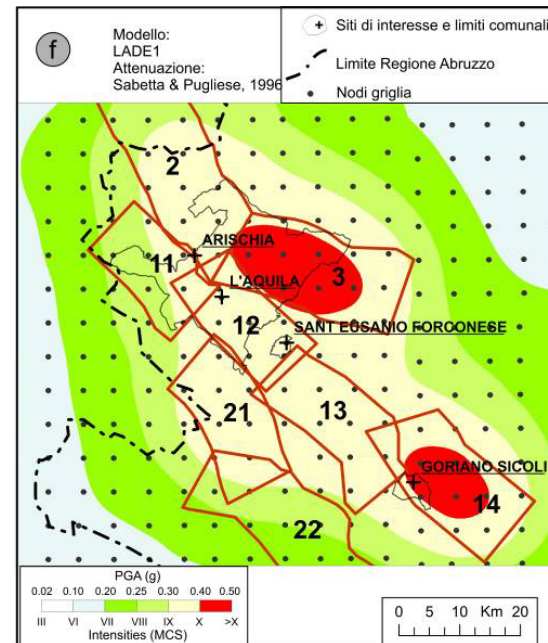 f
Modello:
LADE1
Attenuazione:
Sabetta & Pugliese, 1996
Siti di interesse e limiti comunali
Limite Regione Abruzzo
Nodi griglia
2
ARISCHIA
11
3
L'AQUILA
12
SANT EUSANIO FORCONESE
21
13
GORIANO SICOLI
14
22
PGA (g)
0.02 0.10 0.20 0.25 0.30 0.40 0.50
III VI VII VIII IX X >X
Intensities (MCS)
0 5 10 Km 20